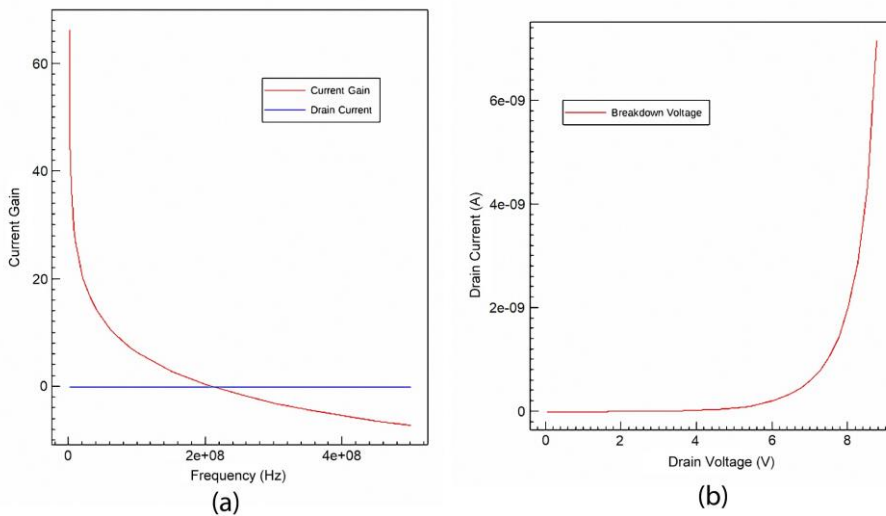 60
40
20
0
Current Gain
Current Gain
Drain Current
0
2e+08
4e+08
Frequency (Hz)
(a)
6e-09
4e-09
2e-09
0
Drain Current (A)
Breakdown Voltage
0
2
4
6
8
Drain Voltage (V)
(b)